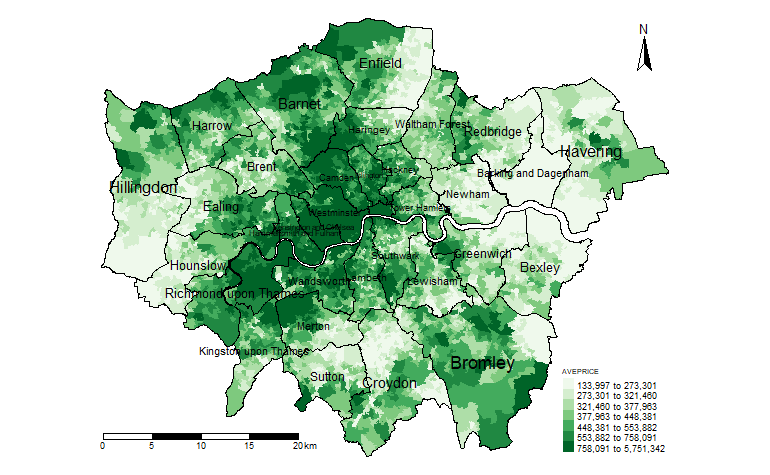 N
Enfield
Barnet
Harrow
Haringey
Waltham Forest
Redbridge
Havering
Hillingdon
Brent
Camden
Hackney
Barking and Dagenham
Newham
Ealing
Westminster
Tower Hamlets
Kensington and Chelsea
Hammersmith and Fulham
Hounslow
Southwark
Greenwich
Bexley
Richmond upon Thames
Wandsworth
Lambeth
Lewisham
Merton
Kingston upon Thames
Sutton
Croydon
Bromley
AVEPRICE
133,997 to 273,301
273,301 to 321,460
321,460 to 377,963
377,963 to 448,381
448,381 to 553,882
553,882 to 758,091
758,091 to 5,751,342
0 5 10 15 20 km